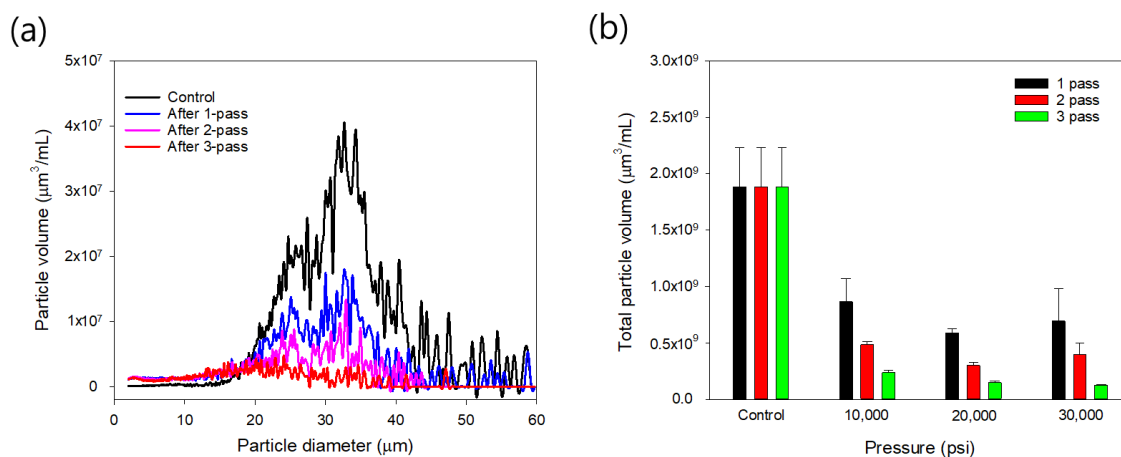 (a)
5x10⁷
4x10⁷
3x10⁷
2x10⁷
1x10⁷
0
Particle volume (μm³/mL)
Control
After 1-pass
After 2-pass
After 3-pass
0 10 20 30 40 50 60
Particle diameter (μm)
(b)
3.0x10⁹
2.5x10⁹
2.0x10⁹
1.5x10⁹
1.0x10⁹
0.5x10⁹
0.0
Total particle volume (μm³/mL)
1 pass
2 pass
3 pass
Control 10,000 20,000 30,000
Pressure (psi)